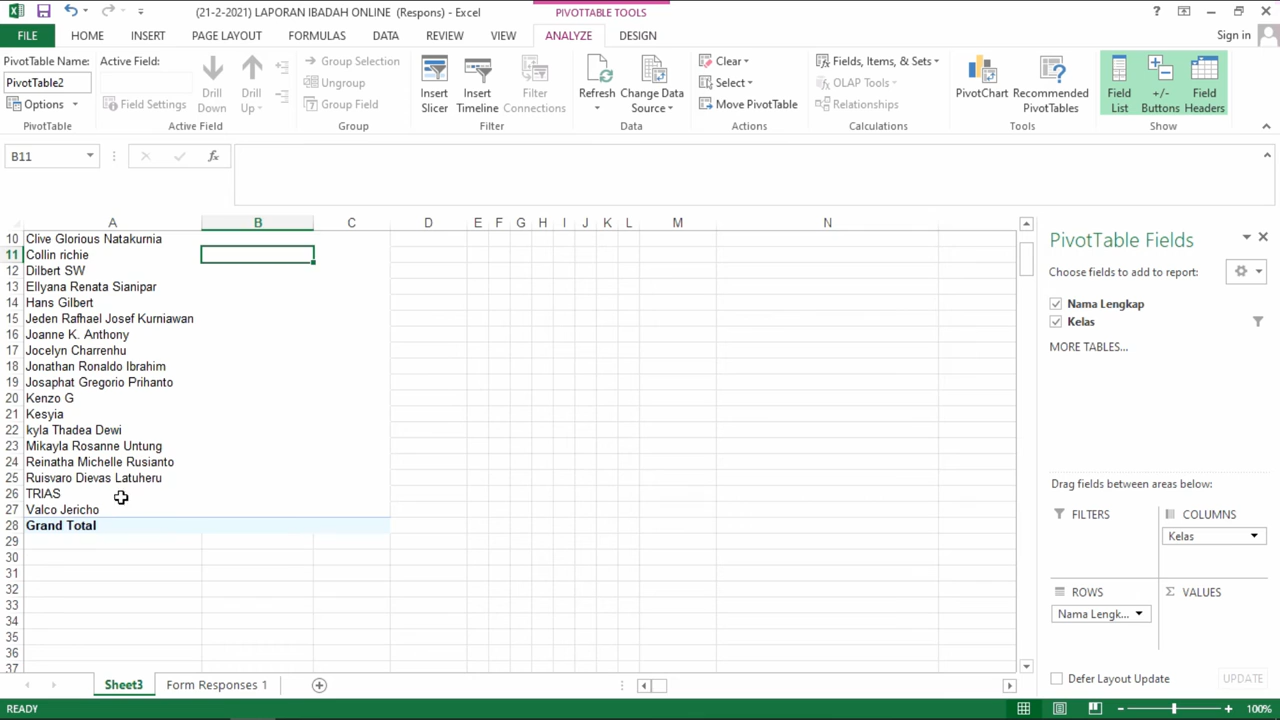 (21-2-2021) LAPORAN IBADAH ONLINE (Respons) - Excel
PIVOTTABLE TOOLS
FILE HOME INSERT PAGE LAYOUT FORMULAS DATA REVIEW VIEW ANALYZE DESIGN Sign in
PivotTable Name:
PivotTable2
Options
PivotTable
Active Field:
Field Settings
Drill Down
Drill Up
Active Field
Group Selection
Ungroup
Group Field
Group
Insert Slicer
Insert Timeline
Filter Connections
Filter
Refresh
Change Data Source
Data
Clear
Select
Move PivotTable
Actions
Fields, Items, & Sets
OLAP Tools
Relationships
Calculations
PivotChart
Recommended PivotTables
Tools
Field List
+/- Buttons
Field Headers
Show
B11
fx
A B C D E F G H I J K L M N
10 Clive Glorious Natakurnia
11 Collin richie
12 Dilbert SW
13 Ellyana Renata Sianipar
14 Hans Gilbert
15 Jeden Rafhael Josef Kurniawan
16 Joanne K. Anthony
17 Jocelyn Charrenhu
18 Jonathan Ronaldo Ibrahim
19 Josaphat Gregorio Prihanto
20 Kenzo G
21 Kesyia
22 kyla Thadea Dewi
23 Mikayla Rosanne Untung
24 Reinatha Michelle Rusianto
25 Ruisvaro Dievas Latuheru
26 TRIAS
27 Valco Jericho
28 Grand Total
29
30
31
32
33
34
35
36
37
PivotTable Fields
Choose fields to add to report:
Nama Lengkap
Kelas
MORE TABLES...
Drag fields between areas below:
FILTERS
COLUMNS
Kelas
ROWS
Nama Lengk...
VALUES
Defer Layout Update
UPDATE
Sheet3 Form Responses 1
READY
100%